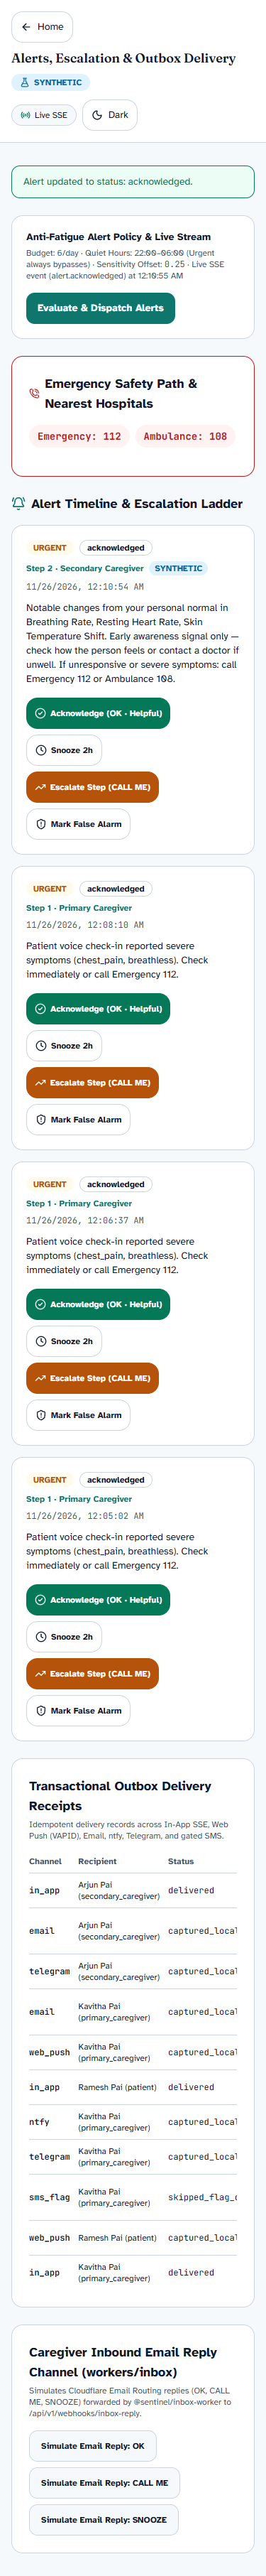 Home
Alerts, Escalation & Outbox Delivery
SYNTHETIC
Live SSE
Dark
Alert updated to status: acknowledged.
Anti-Fatigue Alert Policy & Live Stream
Budget: 6/day · Quiet Hours: 22:00–06:00 (Urgent
always bypasses) · Sensitivity Offset: 0.25 · Live SSE
event (alert.acknowledged) at 12:10:55 AM
Evaluate & Dispatch Alerts
Emergency Safety Path &
Nearest Hospitals
Emergency: 112
Ambulance: 108
Alert Timeline & Escalation Ladder
URGENT
acknowledged
Step 2 · Secondary Caregiver
SYNTHETIC
11/26/2026, 12:10:54 AM
Notable changes from your personal normal in
Breathing Rate, Resting Heart Rate, Skin
Temperature Shift. Early awareness signal only —
check how the person feels or contact a doctor if
unwell. If unresponsive or severe symptoms: call
Emergency 112 or Ambulance 108.
Acknowledge (OK · Helpful)
Snooze 2h
Escalate Step (CALL ME)
Mark False Alarm
URGENT
acknowledged
Step 1 · Primary Caregiver
11/26/2026, 12:08:10 AM
Patient voice check-in reported severe
symptoms (chest_pain, breathless). Check
immediately or call Emergency 112.
Acknowledge (OK · Helpful)
Snooze 2h
Escalate Step (CALL ME)
Mark False Alarm
URGENT
acknowledged
Step 1 · Primary Caregiver
11/26/2026, 12:06:37 AM
Patient voice check-in reported severe
symptoms (chest_pain, breathless). Check
immediately or call Emergency 112.
Acknowledge (OK · Helpful)
Snooze 2h
Escalate Step (CALL ME)
Mark False Alarm
URGENT
acknowledged
Step 1 · Primary Caregiver
11/26/2026, 12:05:02 AM
Patient voice check-in reported severe
symptoms (chest_pain, breathless). Check
immediately or call Emergency 112.
Acknowledge (OK · Helpful)
Snooze 2h
Escalate Step (CALL ME)
Mark False Alarm
Transactional Outbox Delivery
Receipts
Idempotent delivery records across In-App SSE, Web
Push (VAPID), Email, ntfy, Telegram, and gated SMS.
Channel Recipient Status
in_app Arjun Pai (secondary_caregiver) delivered
email Arjun Pai (secondary_caregiver) captured_local
telegram Arjun Pai (secondary_caregiver) captured_local
email Kavitha Pai (primary_caregiver) captured_local
web_push Kavitha Pai (primary_caregiver) captured_local
in_app Ramesh Pai (patient) delivered
ntfy Kavitha Pai (primary_caregiver) captured_local
telegram Kavitha Pai (primary_caregiver) captured_local
sms_flag Kavitha Pai (primary_caregiver) skipped_flag_
web_push Ramesh Pai (patient) captured_local
in_app Kavitha Pai (primary_caregiver) delivered
Caregiver Inbound Email Reply
Channel (workers/inbox)
Simulates Cloudflare Email Routing replies (OK, CALL
ME, SNOOZE) forwarded by @sentinel/inbox-worker to
/api/v1/webhooks/inbox-reply.
Simulate Email Reply: OK
Simulate Email Reply: CALL ME
Simulate Email Reply: SNOOZE